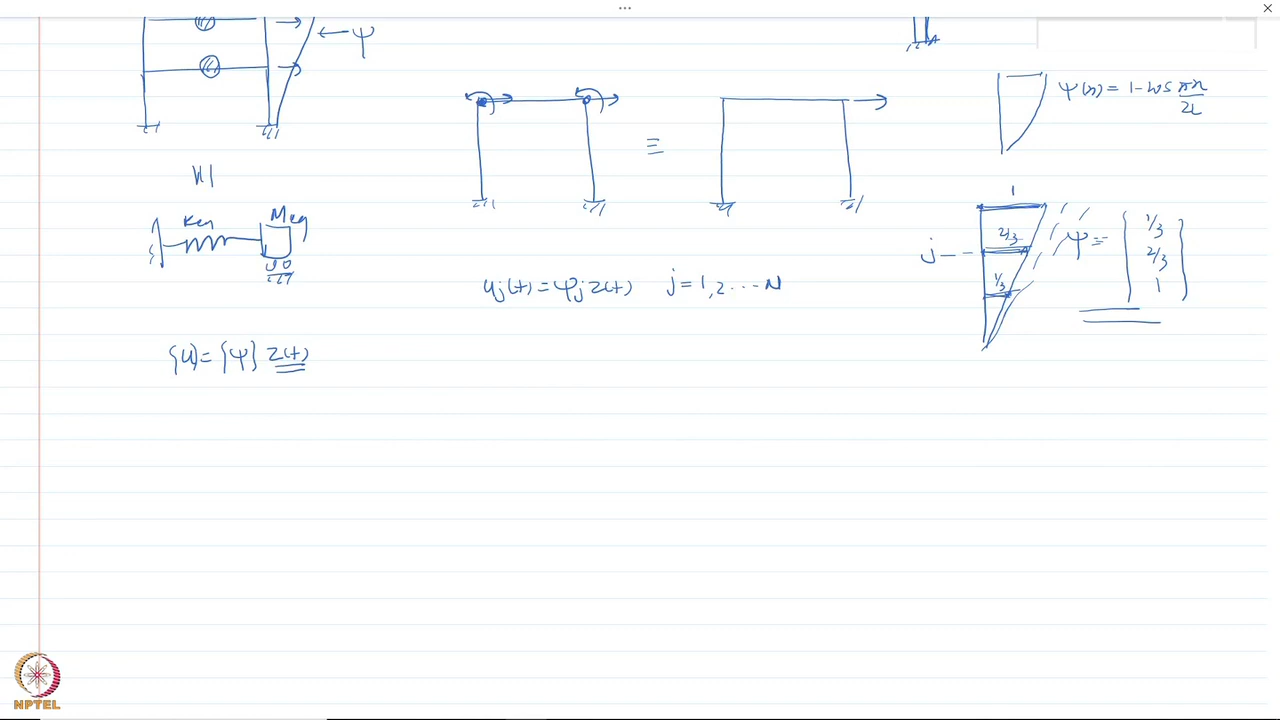 ψ
ψ(x) = 1 - cos πx/2L
Keq
Meq
1
2/3
1/3
j
ψ =
1/3
2/3
1
uj(t) = ψj z(t) j = 1, 2 ... N
{u} = {ψ} z(t)
NPTEL